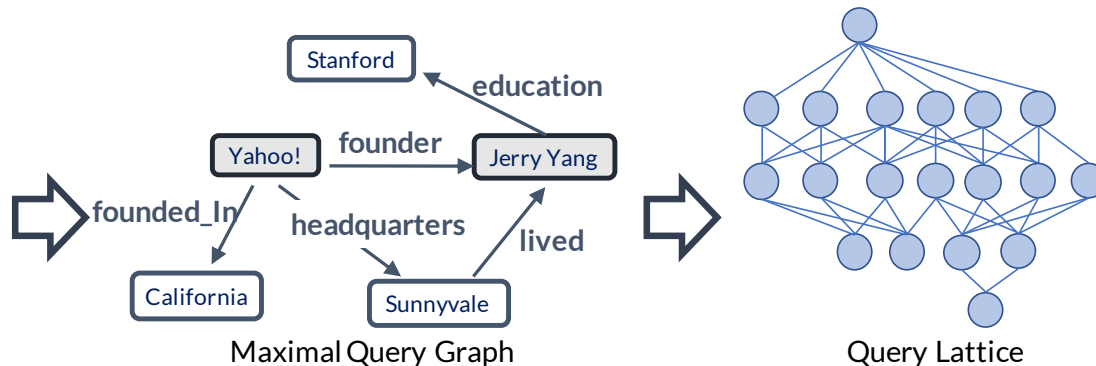 Stanford
education
founder
Yahoo!
Jerry Yang
founded_In
headquarters
lived
California
Sunnyvale
Maximal Query Graph
Query Lattice